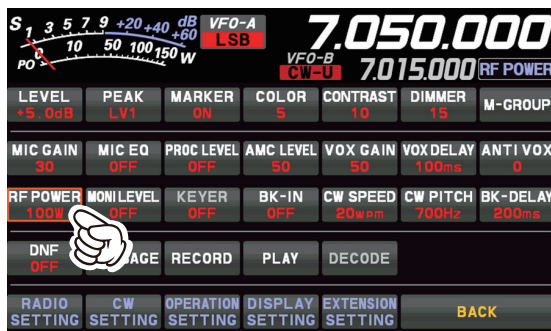 S 1 3 5 7 9 +20 +40 +60 dB VFO-A 7.050.000
LSB
PO 0 10 50 100 150 W
VFO-B 7.015.000 RF POWER
CW-U
LEVEL PEAK MARKER COLOR CONTRAST DIMMER M-GROUP
+5.0dB LV1 ON 5 10 15
MIC GAIN MIC EQ PROC LEVEL AMC LEVEL VOX GAIN VOX DELAY ANTI VOX
30 OFF OFF 50 50 100ms 0
RF POWER MONI LEVEL KEYER BK-IN CW SPEED CW PITCH BK-DELAY
100W OFF OFF OFF 20wpm 700Hz 200ms
DNF AGE RECORD PLAY DECODE
OFF
RADIO CW OPERATION DISPLAY EXTENSION BACK
SETTING SETTING SETTING SETTING SETTING